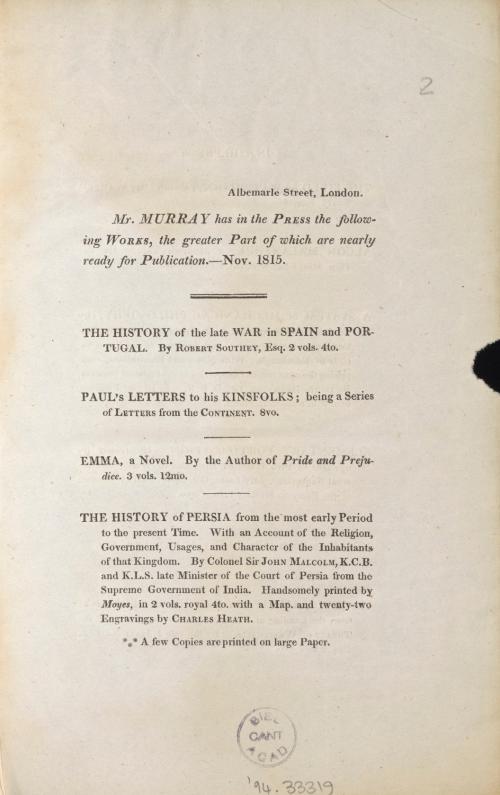 2
Albemarle Street, London.
Mr. MURRAY has in the PRESS the follow-
ing WORKS, the greater Part of which are nearly
ready for Publication.—Nov. 1815.
THE HISTORY of the late WAR in SPAIN and POR-
TUGAL. By ROBERT SOUTHEY, Esq. 2 vols. 4to.
PAUL's LETTERS to his KINSFOLKS; being a Series
of LETTERS from the CONTINENT. 8vo.
EMMA, a Novel. By the Author of Pride and Preju-
dice. 3 vols. 12mo.
THE HISTORY of PERSIA from the most early Period
to the present Time. With an Account of the Religion,
Government, Usages, and Character of the Inhabitants
of that Kingdom. By Colonel Sir JOHN MALCOLM, K.C.B.
and K.L.S. late Minister of the Court of Persia from the
Supreme Government of India. Handsomely printed by
Moyes, in 2 vols. royal 4to. with a Map. and twenty-two
Engravings by CHARLES HEATH.
*.* A few Copies are printed on large Paper.
BIBL
CANT
ACAD
'94. 33319